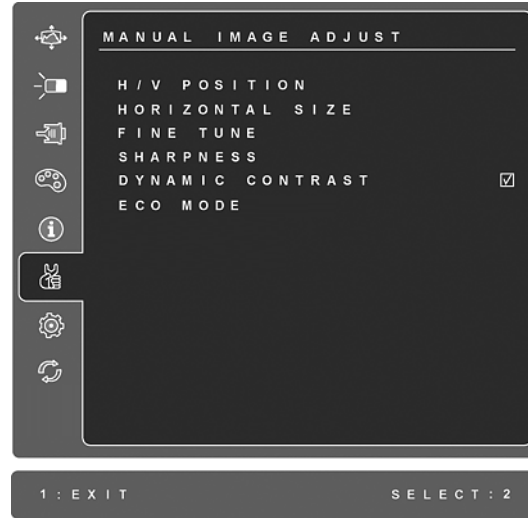 MANUAL IMAGE ADJUST
H/V POSITION
HORIZONTAL SIZE
FINE TUNE
SHARPNESS
DYNAMIC CONTRAST
ECO MODE
1:EXIT SELECT:2